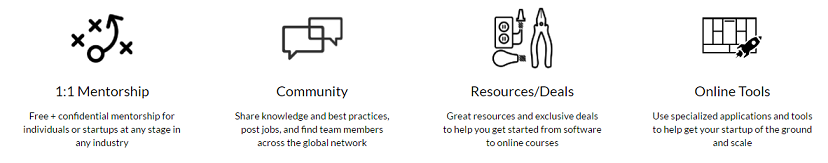 1:1 Mentorship
Free + confidential mentorship for
individuals or startups at any stage in
any industry
Community
Share knowledge and best practices,
post jobs, and find team members
across the global network
Resources/Deals
Great resources and exclusive deals
to help you get started from software
to online courses
Online Tools
Use specialized applications and tools
to help get your startup of the ground
and scale